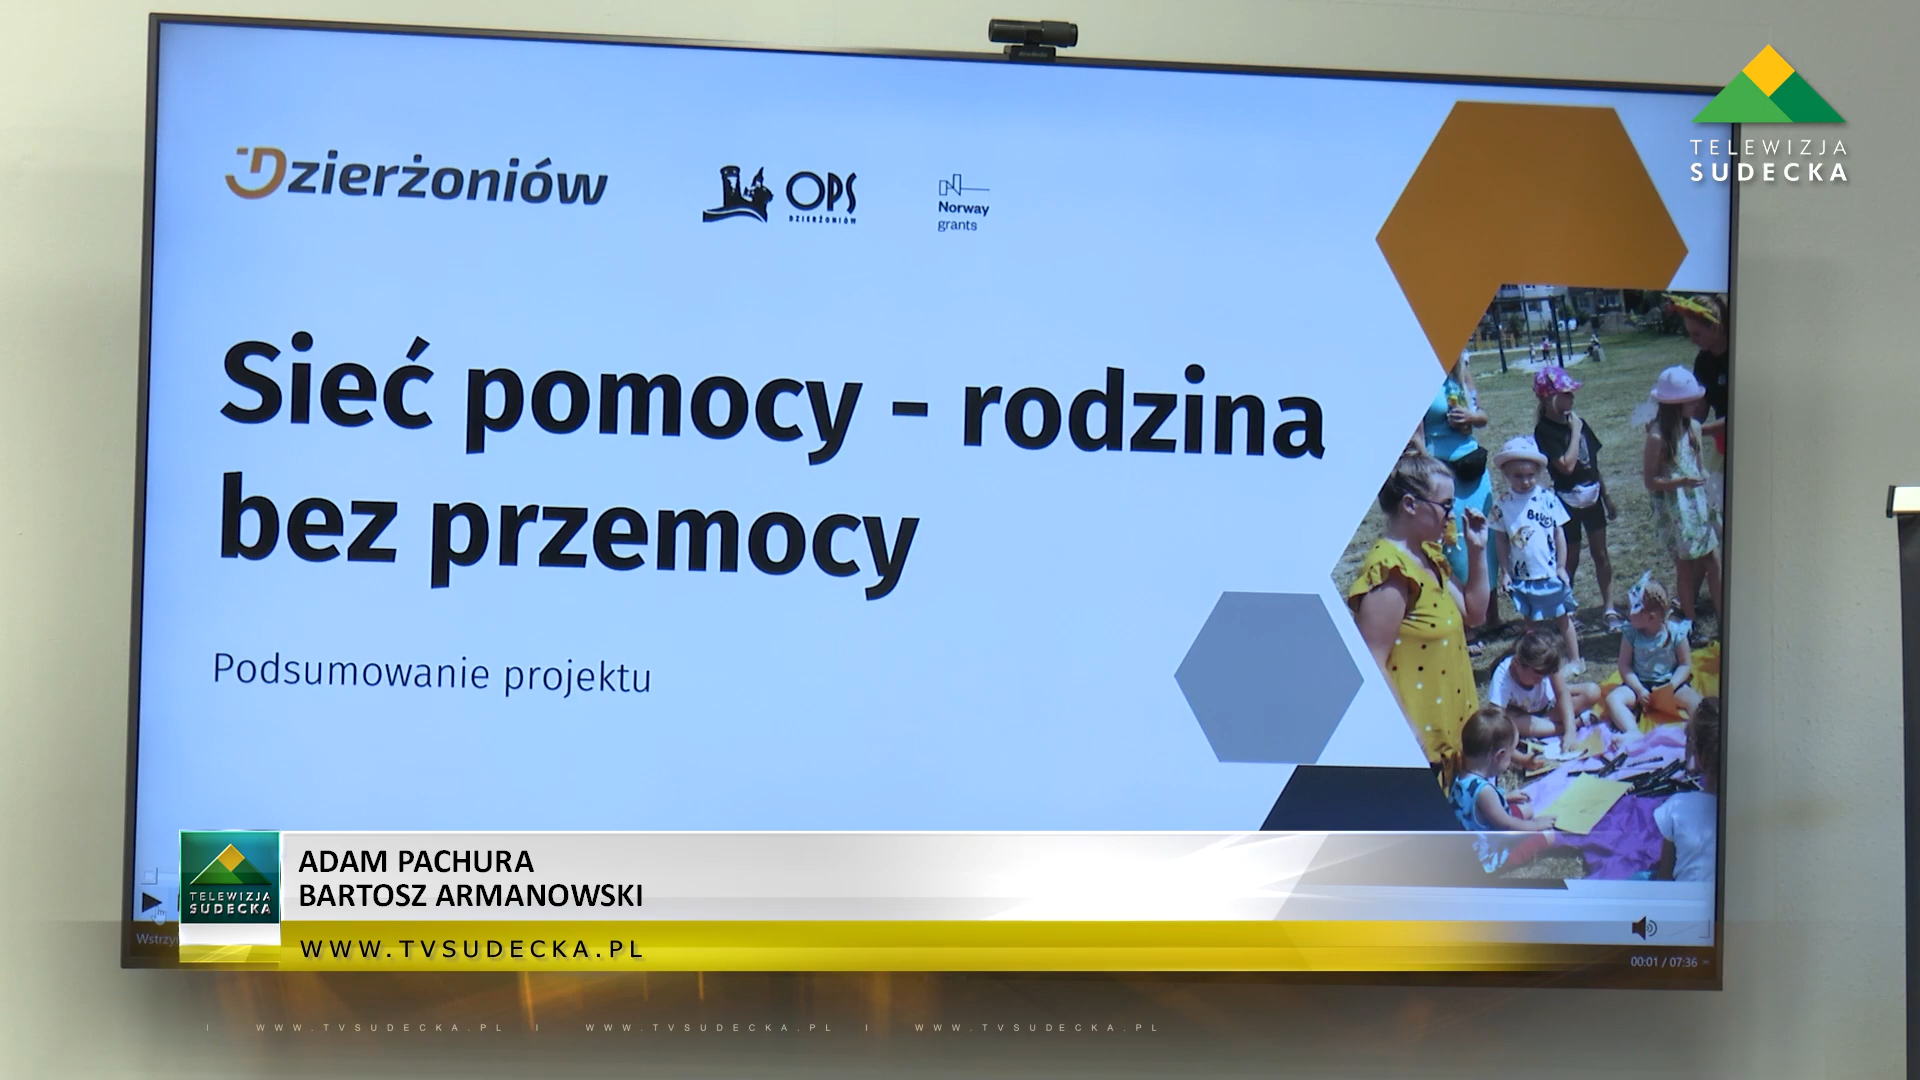 TELEWIZJA
SUDECKA
Dzierżoniów
OPS
DZIERŻONIÓW
Norway
grants
Sieć pomocy - rodzina
bez przemocy
Podsumowanie projektu
TELEWIZJA
SUDECKA
ADAM PACHURA
BARTOSZ ARMANOWSKI
WWW.TVSUDECKA.PL
00:01 / 07:36
WWW.TVSUDECKA.PL | WWW.TVSUDECKA.PL | WWW.TVSUDECKA.PL